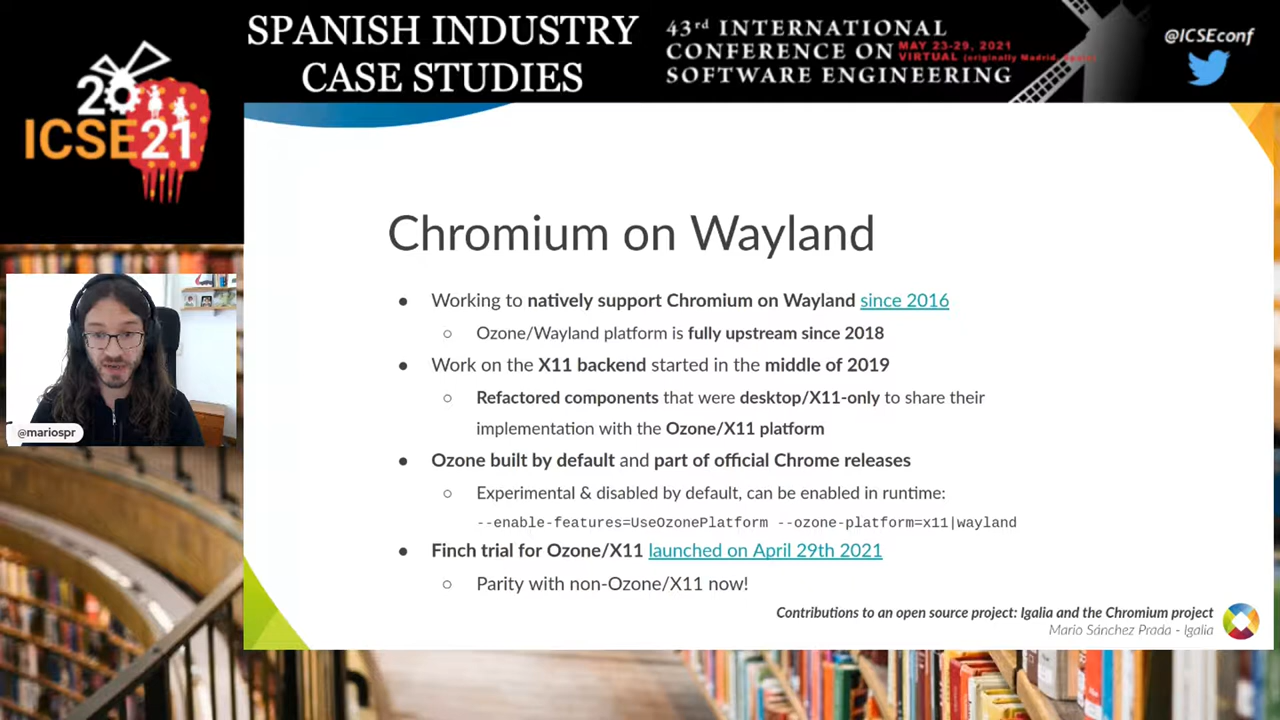 SPANISH INDUSTRY
CASE STUDIES
43rd INTERNATIONAL
CONFERENCE ON MAY 23-29, 2021
VIRTUAL (originally Madrid, Spain)
SOFTWARE ENGINEERING
@ICSEconf
20
ICSE21
Chromium on Wayland
● Working to natively support Chromium on Wayland since 2016
○ Ozone/Wayland platform is fully upstream since 2018
● Work on the X11 backend started in the middle of 2019
○ Refactored components that were desktop/X11-only to share their
implementation with the Ozone/X11 platform
● Ozone built by default and part of official Chrome releases
○ Experimental & disabled by default, can be enabled in runtime:
--enable-features=UseOzonePlatform --ozone-platform=x11|wayland
● Finch trial for Ozone/X11 launched on April 29th 2021
○ Parity with non-Ozone/X11 now!
@mariospr
Contributions to an open source project: Igalia and the Chromium project
Mario Sánchez Prada - Igalia